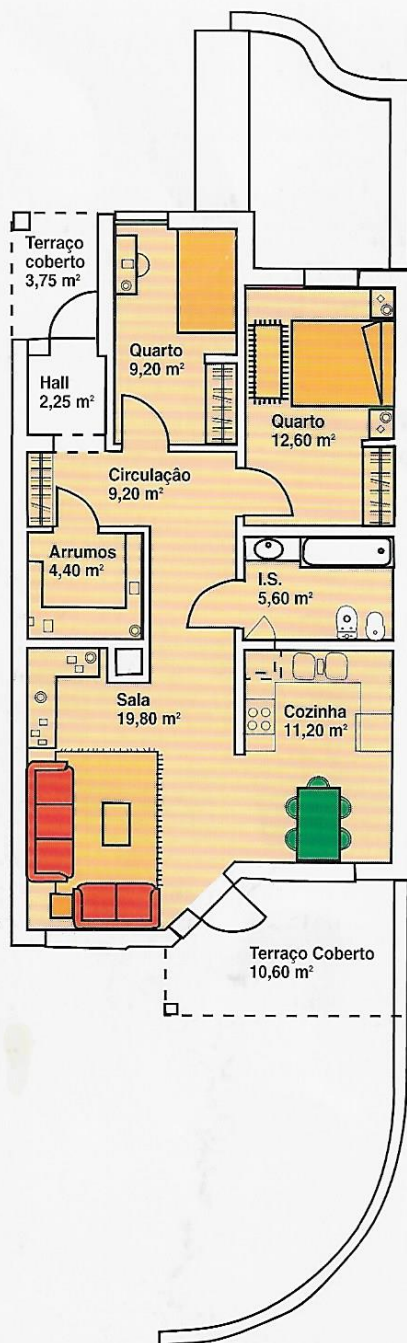 Terraço
coberto
3,75 m²
Quarto
9,20 m²
Hall
2,25 m²
Quarto
12,60 m²
Circulaçâo
9,20 m²
Arrumos
4,40 m²
I.S.
5,60 m²
Sala
19,80 m²
Cozinha
11,20 m²
Terraço Coberto
10,60 m²